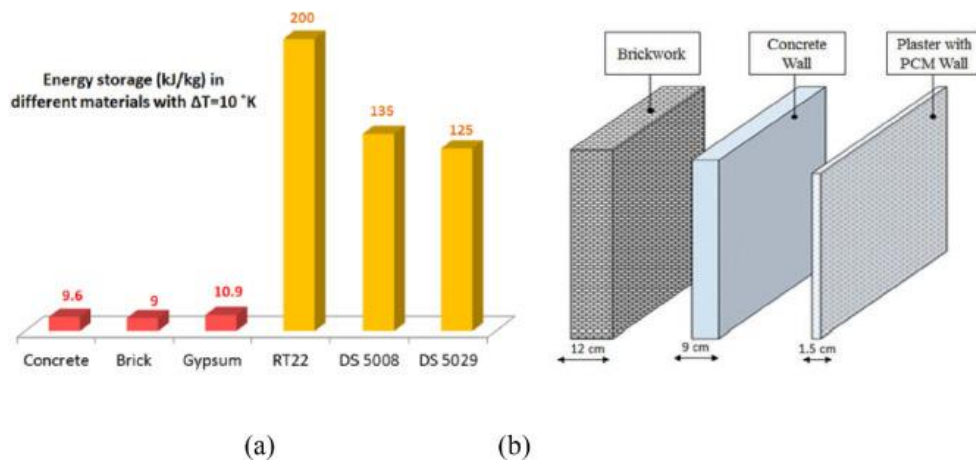 Energy storage (kJ/kg) in
different materials with ΔT=10 °K
200
135
125
9.6
9
10.9
Concrete
Brick
Gypsum
RT22
DS 5008
DS 5029
Brickwork
Concrete
Wall
Plaster with
PCM Wall
12 cm
9 cm
1.5 cm
(a)
(b)